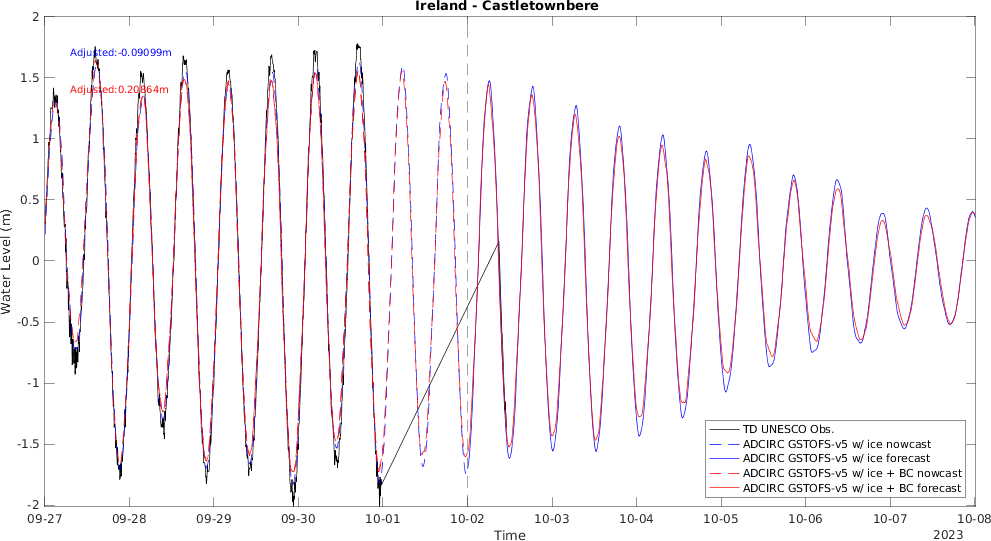 Ireland - Castletownbere
Adjusted:-0.09099m
Adjusted:0.20864m
Water Level (m)
2
1.5
1
0.5
0
-0.5
-1
-1.5
-2
TD UNESCO Obs.
ADCIRC GSTOFS-v5 w/ ice nowcast
ADCIRC GSTOFS-v5 w/ ice forecast
ADCIRC GSTOFS-v5 w/ ice + BC nowcast
ADCIRC GSTOFS-v5 w/ ice + BC forecast
09-27 09-28 09-29 09-30 10-01 10-02 10-03 10-04 10-05 10-06 10-07 10-08
Time
2023